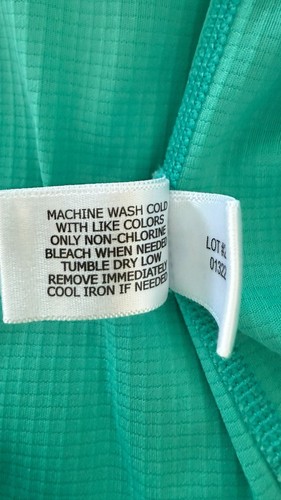 MACHINE WASH COLD
WITH LIKE COLORS
ONLY NON-CHLORINE
BLEACH WHEN NEEDED
TUMBLE DRY LOW
REMOVE IMMEDIATELY
COOL IRON IF NEEDED
LOT #2
01322